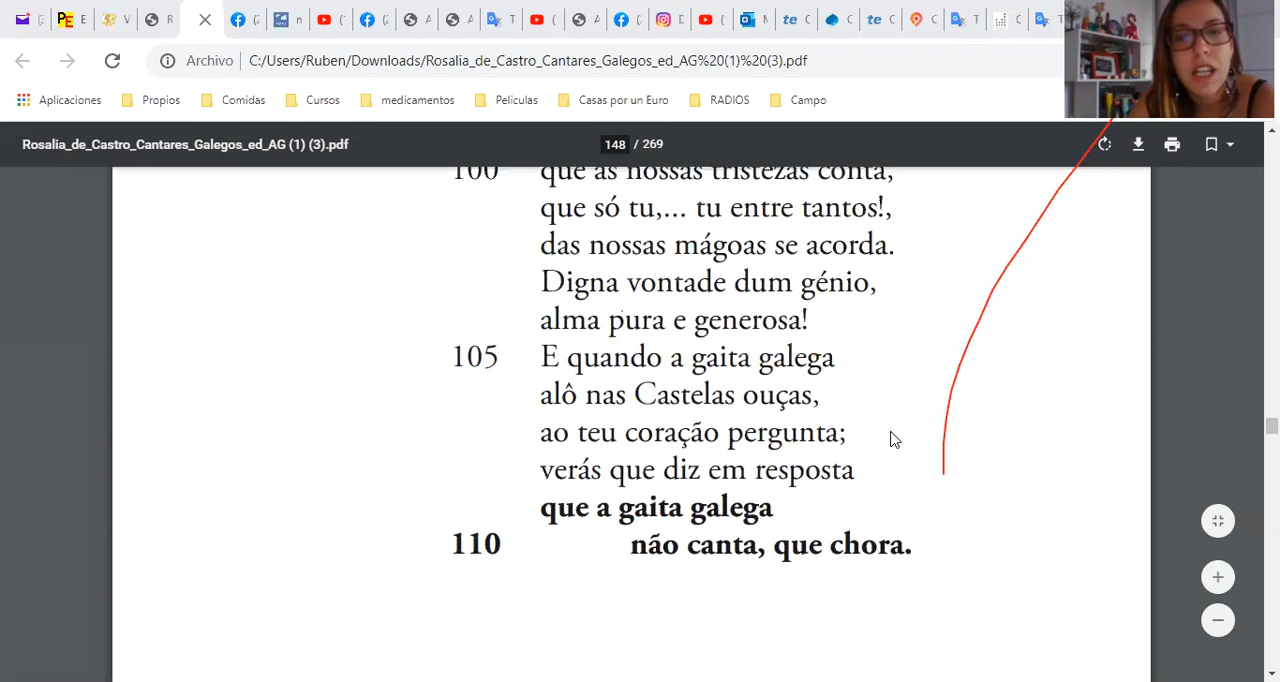 Archivo C:/Users/Ruben/Downloads/Rosalia_de_Castro_Cantares_Galegos_ed_AG%20(1)%20(3).pdf
Aplicaciones Propios Comidas Cursos medicamentos Peliculas Casas por un Euro RADIOS Campo
Rosalia_de_Castro_Cantares_Galegos_ed_AG (1) (3).pdf 148 / 269
100 que as nossas tristezas conta,
que só tu,... tu entre tantos!,
das nossas mágoas se acorda.
Digna vontade dum génio,
alma pura e generosa!
105 E quando a gaita galega
alô nas Castelas ouças,
ao teu coração pergunta;
verás que diz em resposta
que a gaita galega
110 não canta, que chora.